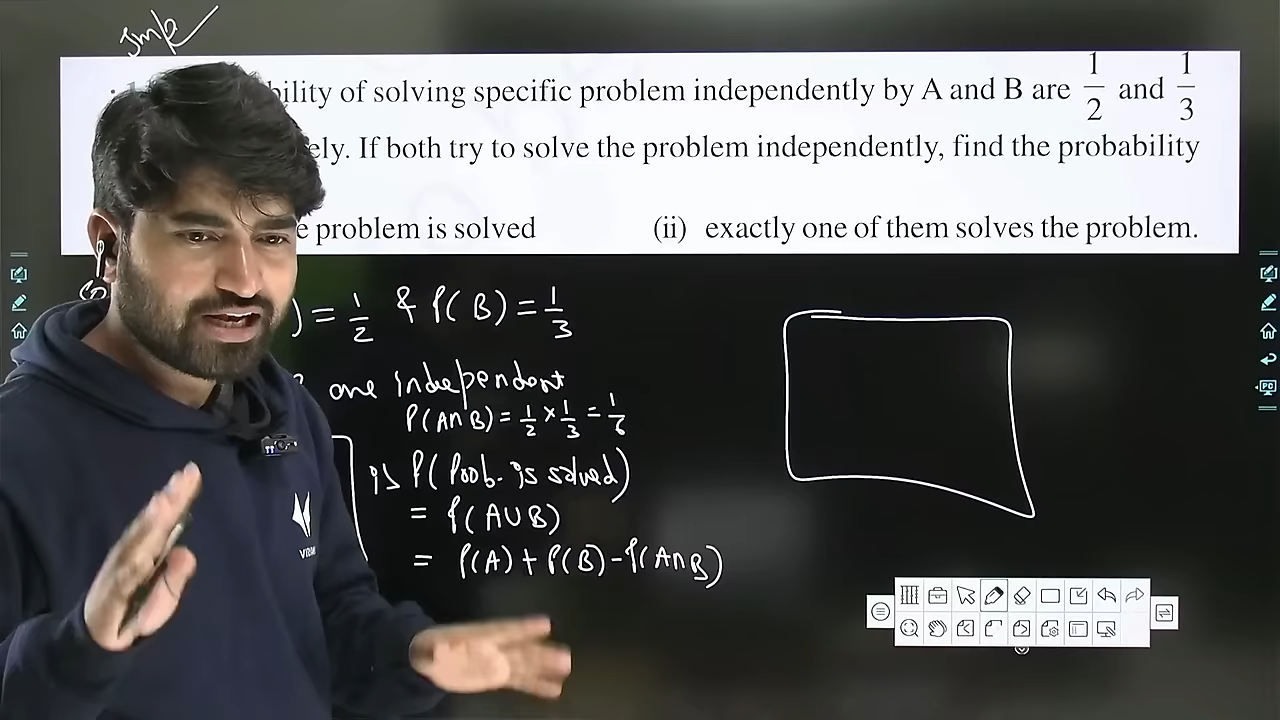 Imp
bility of solving specific problem independently by A and B are 1/2 and 1/3
ely. If both try to solve the problem independently, find the probability
e problem is solved (ii) exactly one of them solves the problem.
) = 1/2 & P(B) = 1/3
are independent
P(A∩B) = 1/2 × 1/3 = 1/6
P(Prob. is solved)
= P(A∪B)
= P(A) + P(B) - P(A∩B)